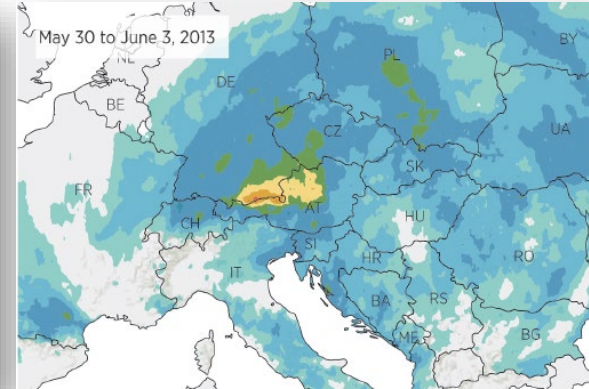 May 30 to June 3, 2013
NL
BY
PL
DE
BE
CZ
UA
SK
FR
AT
HU
CH
SI
RO
IT
HR
BA
RS
ME
BG